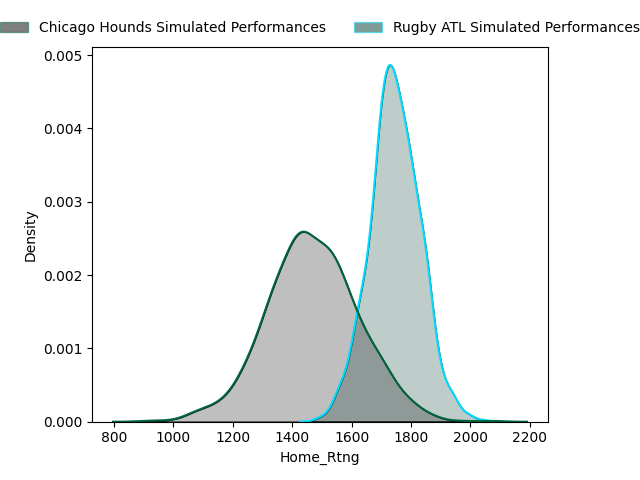 Chicago Hounds Simulated Performances Rugby ATL Simulated Performances
0.005
0.004
0.003
0.002
0.001
0.000
Density
800 1000 1200 1400 1600 1800 2000 2200
Home_Rtng